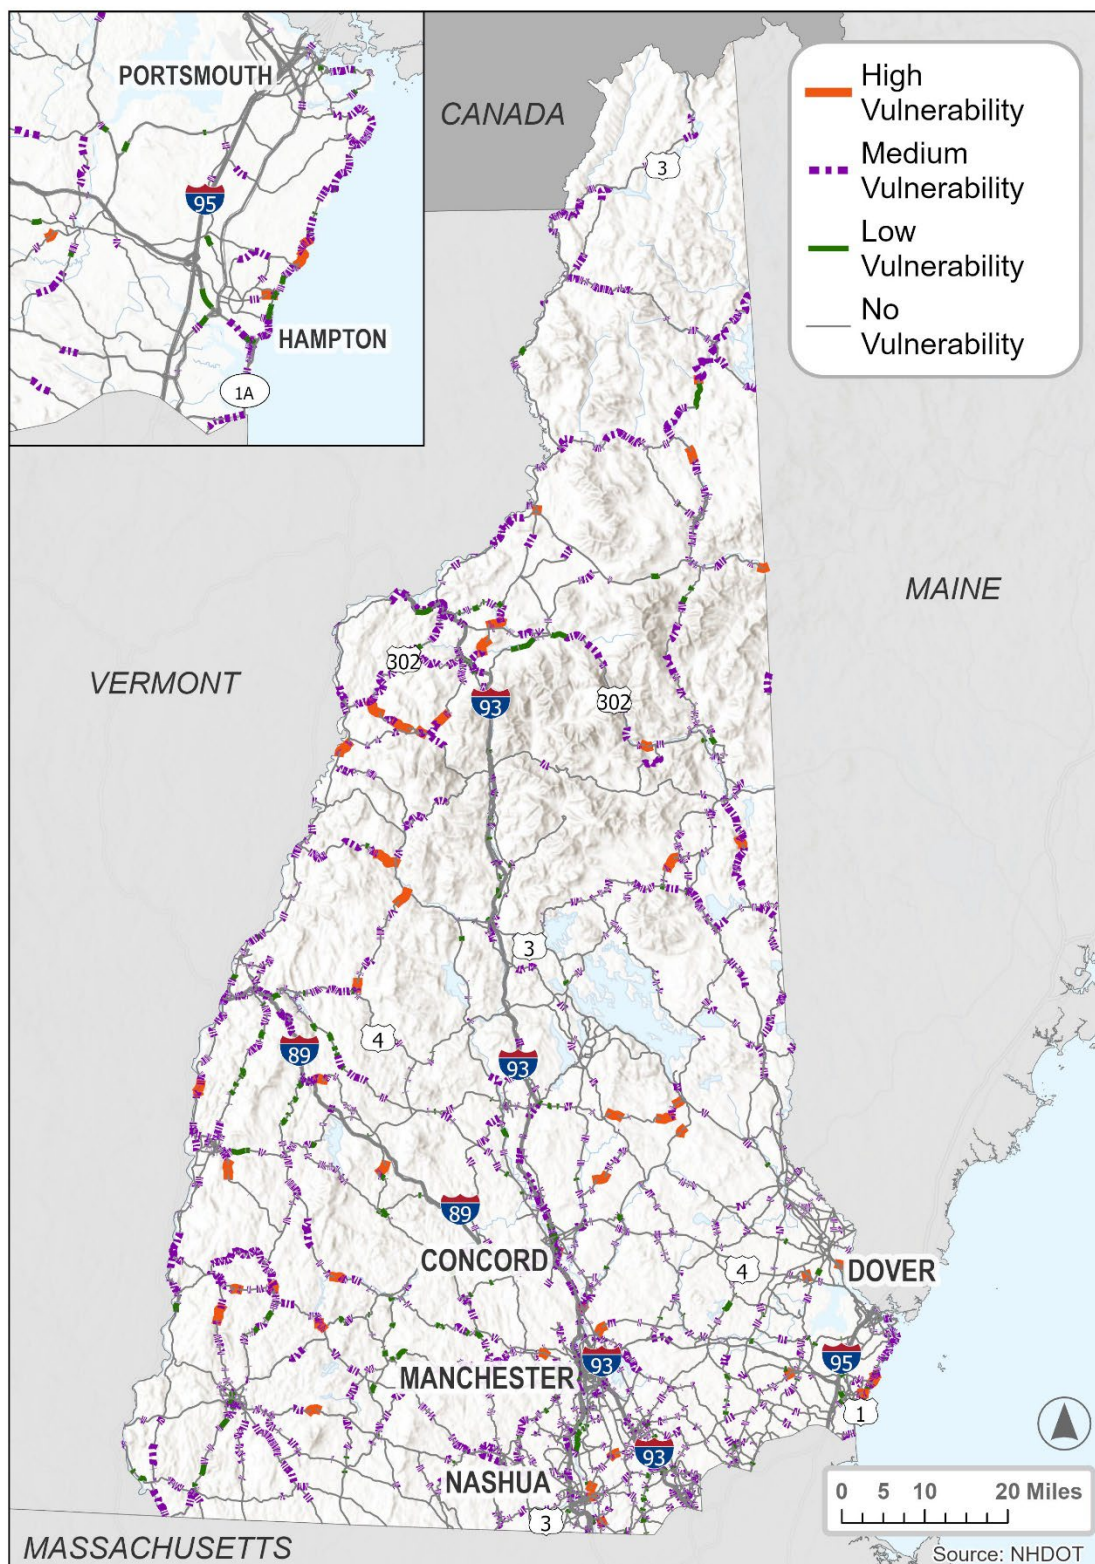 PORTSMOUTH
95
HAMPTON
1A
CANADA
3
High
Vulnerability
Medium
Vulnerability
Low
Vulnerability
No
Vulnerability
MAINE
VERMONT
302
93
302
3
4
89
93
89
CONCORD
4
DOVER
MANCHESTER
93
95
1
93
NASHUA
3
0 5 10 20 Miles
MASSACHUSETTS
Source: NHDOT